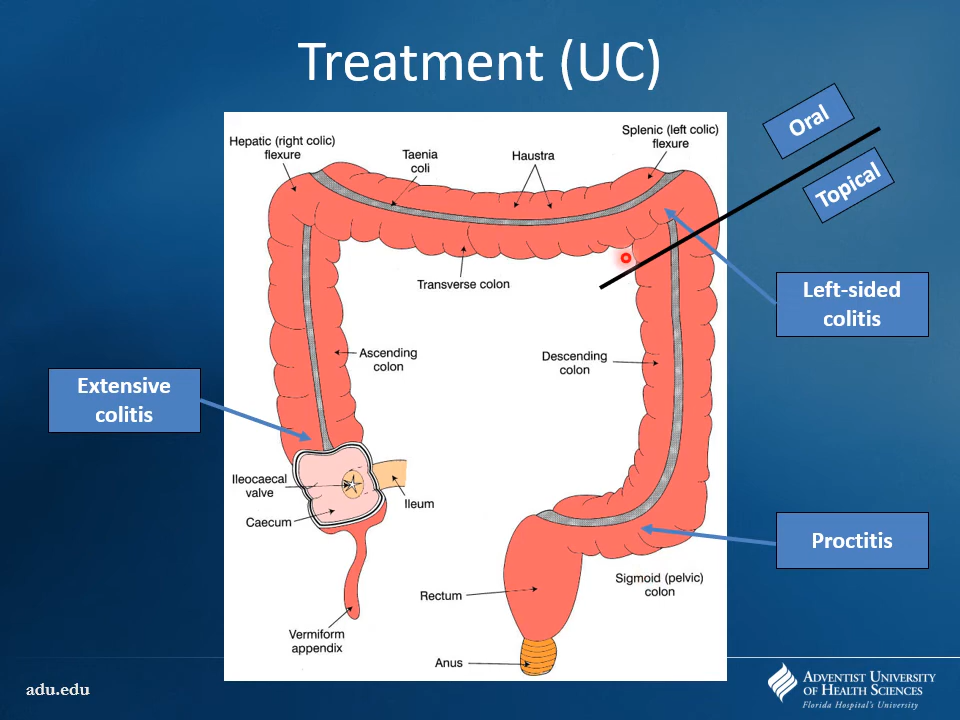 Treatment (UC)
Oral
Topical
Hepatic (right colic)
flexure
Taenia
coli
Haustra
Splenic (left colic)
flexure
Transverse colon
Left-sided
colitis
Ascending
colon
Descending
colon
Extensive
colitis
Ileocaecal
valve
Ileum
Caecum
Proctitis
Rectum
Sigmoid (pelvic)
colon
Vermiform
appendix
Anus
adu.edu
ADVENTIST UNIVERSITY
OF HEALTH SCIENCES
Florida Hospital's University